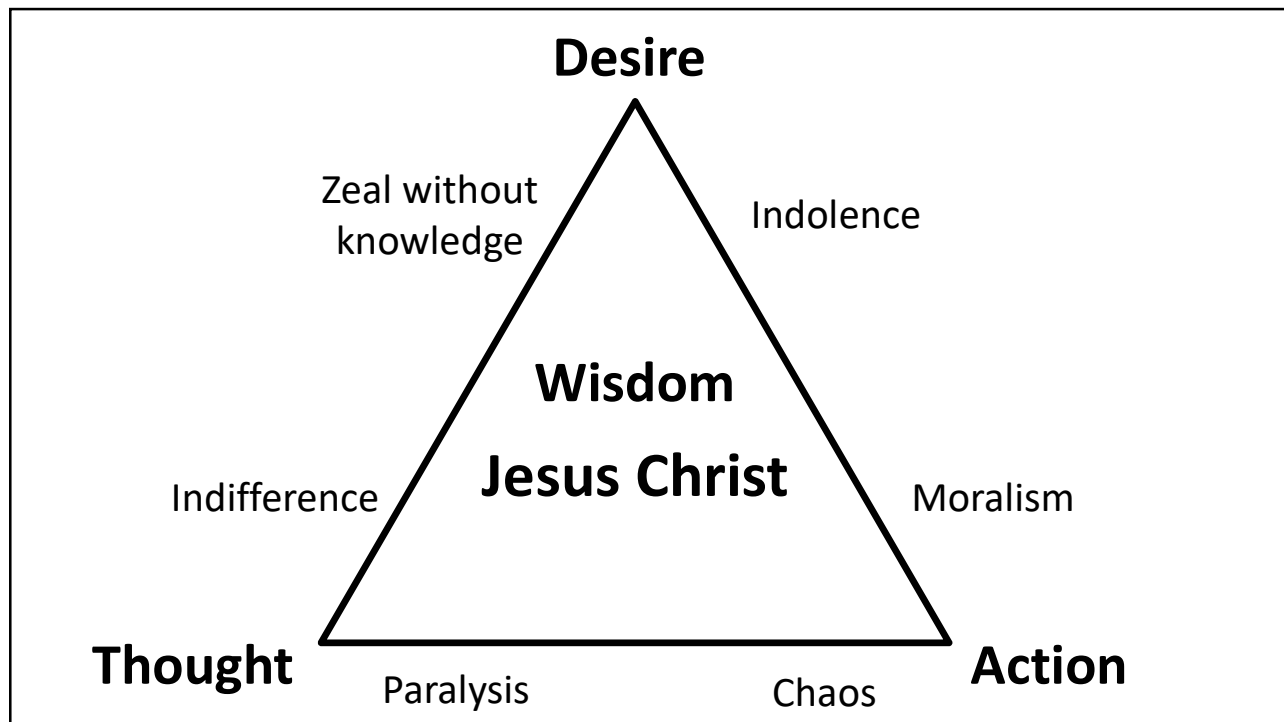 Desire
Zeal without
knowledge
Indolence
Wisdom
Jesus Christ
Indifference
Moralism
Thought
Action
Paralysis
Chaos